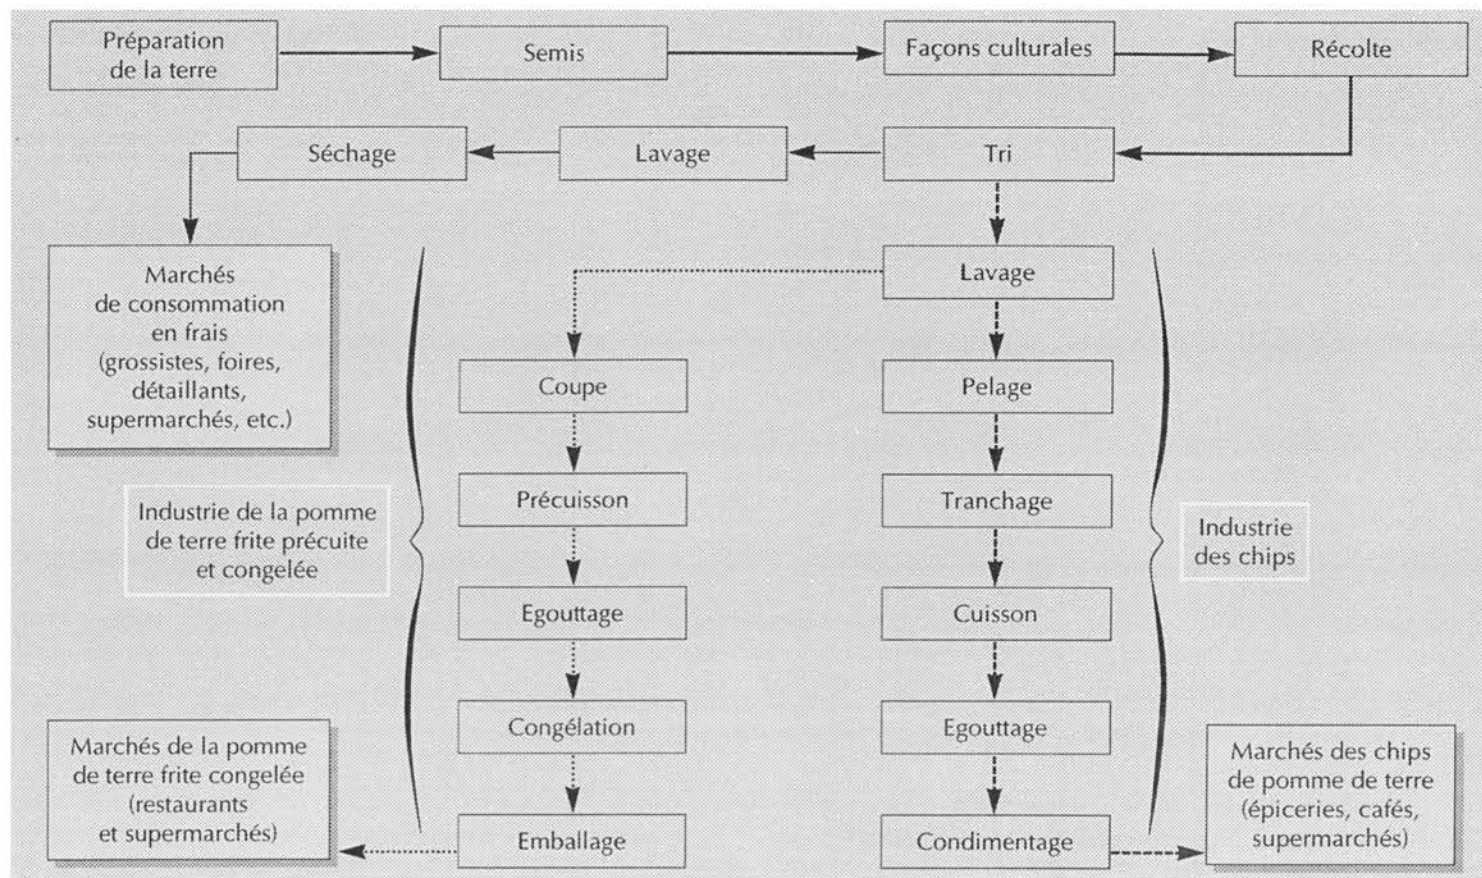 Préparation
de la terre
Semis
Façons culturales
Récolte
Séchage
Lavage
Tri
Marchés
de consommation
en frais
(grossistes, foires,
détaillants,
supermarchés, etc.)
Lavage
Coupe
Pelage
Précuisson
Tranchage
Industrie de la pomme
de terre frite précuite
et congelée
Industrie
des chips
Egouttage
Cuisson
Congélation
Egouttage
Marchés de la pomme
de terre frite congelée
(restaurants
et supermarchés)
Emballage
Condimentage
Marchés des chips
de pomme de terre
(épiceries, cafés,
supermarchés)